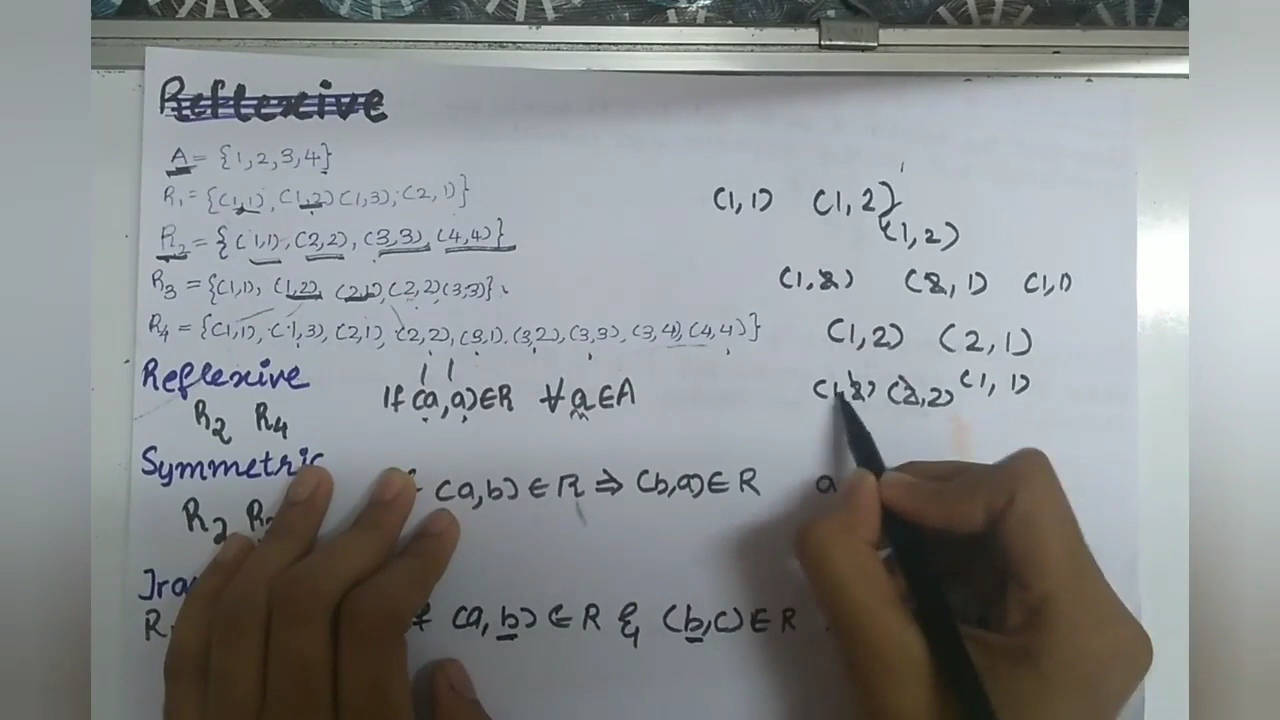 Reflexive
A = {1,2,3,4}
R₁ = {(1,1), (1,2) (1,3), (2,1)}
R₂ = {(1,1), (2,2), (3,3), (4,4)}
R₃ = {(1,1), (1,2), (2,1), (2,2) (3,3)}
R₄ = {(1,1), (1,3), (2,1), (2,2), (3,1), (3,2), (3,3), (3,4), (4,4)}
Reflexive If (a,a) ∈ R ∀ a ∈ A
R₂ R₄
Symmetric (a,b) ∈ R ⇒ (b,a) ∈ R a
R₂
(a,b) ∈ R & (b,c) ∈ R
(1,1) (1,2)
(1,2)
(1,2) (2,1) (1,1)
(1,2) (2,1)
(1,2) (2,2) (1,1)